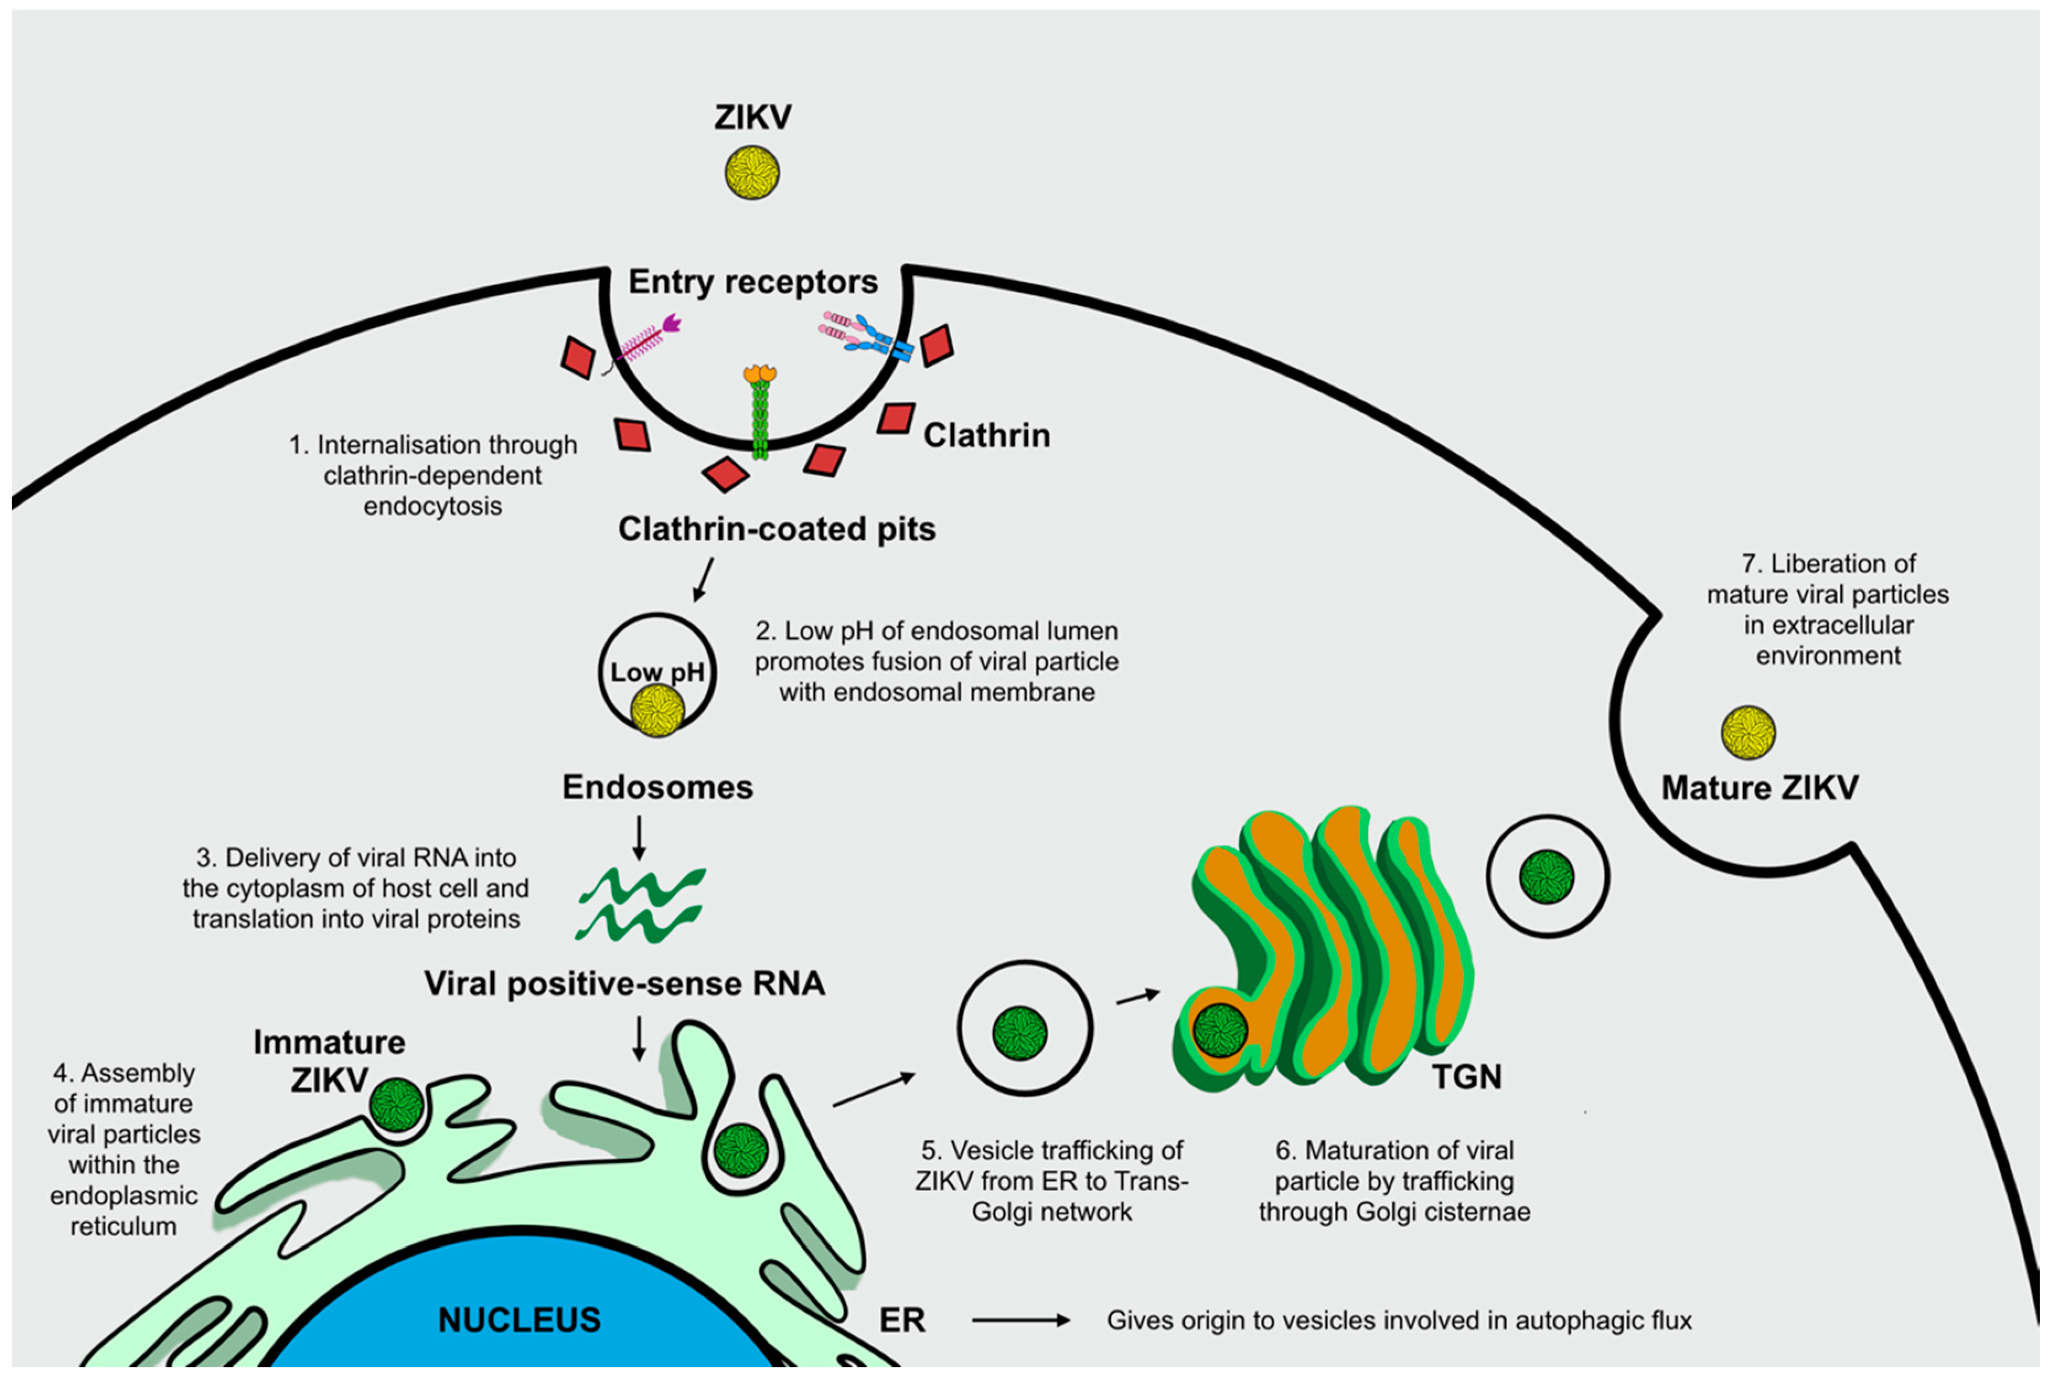 ZIKV
Entry receptors
Clathrin
1. Internalisation through
clathrin-dependent
endocytosis
Clathrin-coated pits
Low pH
2. Low pH of endosomal lumen
promotes fusion of viral particle
with endosomal membrane
Endosomes
3. Delivery of viral RNA into
the cytoplasm of host cell and
translation into viral proteins
Viral positive-sense RNA
Immature
ZIKV
4. Assembly
of immature
viral particles
within the
endoplasmic
reticulum
NUCLEUS
ER
Gives origin to vesicles involved in autophagic flux
5. Vesicle trafficking of
ZIKV from ER to Trans-
Golgi network
TGN
6. Maturation of viral
particle by trafficking
through Golgi cisternae
7. Liberation of
mature viral particles
in extracellular
environment
Mature ZIKV